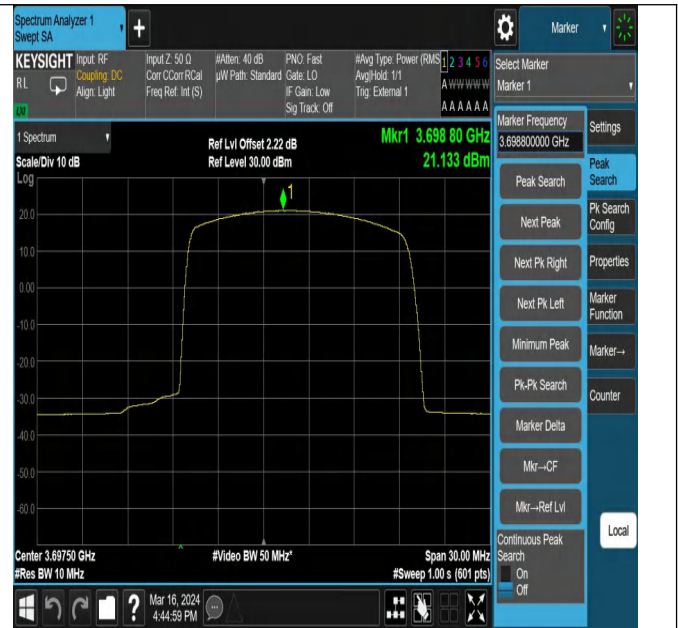 Spectrum Analyzer 1
Swept SA
Marker
KEYSIGHT
RL
LXI
Input: RF
Coupling: DC
Align: Light
Input Z: 50 Ω
Corr CCorr RCal
Freq Ref: Int (S)
#Atten: 40 dB
µW Path: Standard
PNO: Fast
Gate: LO
IF Gain: Low
Sig Track: Off
#Avg Type: Power (RMS
Avg|Hold: 1/1
Trig: External 1
1 2 3 4 5 6
A W W W W W
A A A A A A
Select Marker
Marker 1
1 Spectrum
Scale/Div 10 dB
Log
Ref Lvl Offset 2.22 dB
Ref Level 30.00 dBm
Mkr1 3.698 80 GHz
21.133 dBm
1
20.0
10.0
0.00
-10.0
-20.0
-30.0
-40.0
-50.0
-60.0
Center 3.69750 GHz
#Res BW 10 MHz
#Video BW 50 MHz*
Span 30.00 MHz
#Sweep 1.00 s (601 pts)
Marker Frequency
3.698800000 GHz
Peak Search
Next Peak
Next Pk Right
Next Pk Left
Minimum Peak
Pk-Pk Search
Marker Delta
Mkr→CF
Mkr→Ref Lvl
Continuous Peak
Search
On
Off
Settings
Peak
Search
Pk Search
Config
Properties
Marker
Function
Marker→
Counter
Local
?
Mar 16, 2024
4:44:59 PM